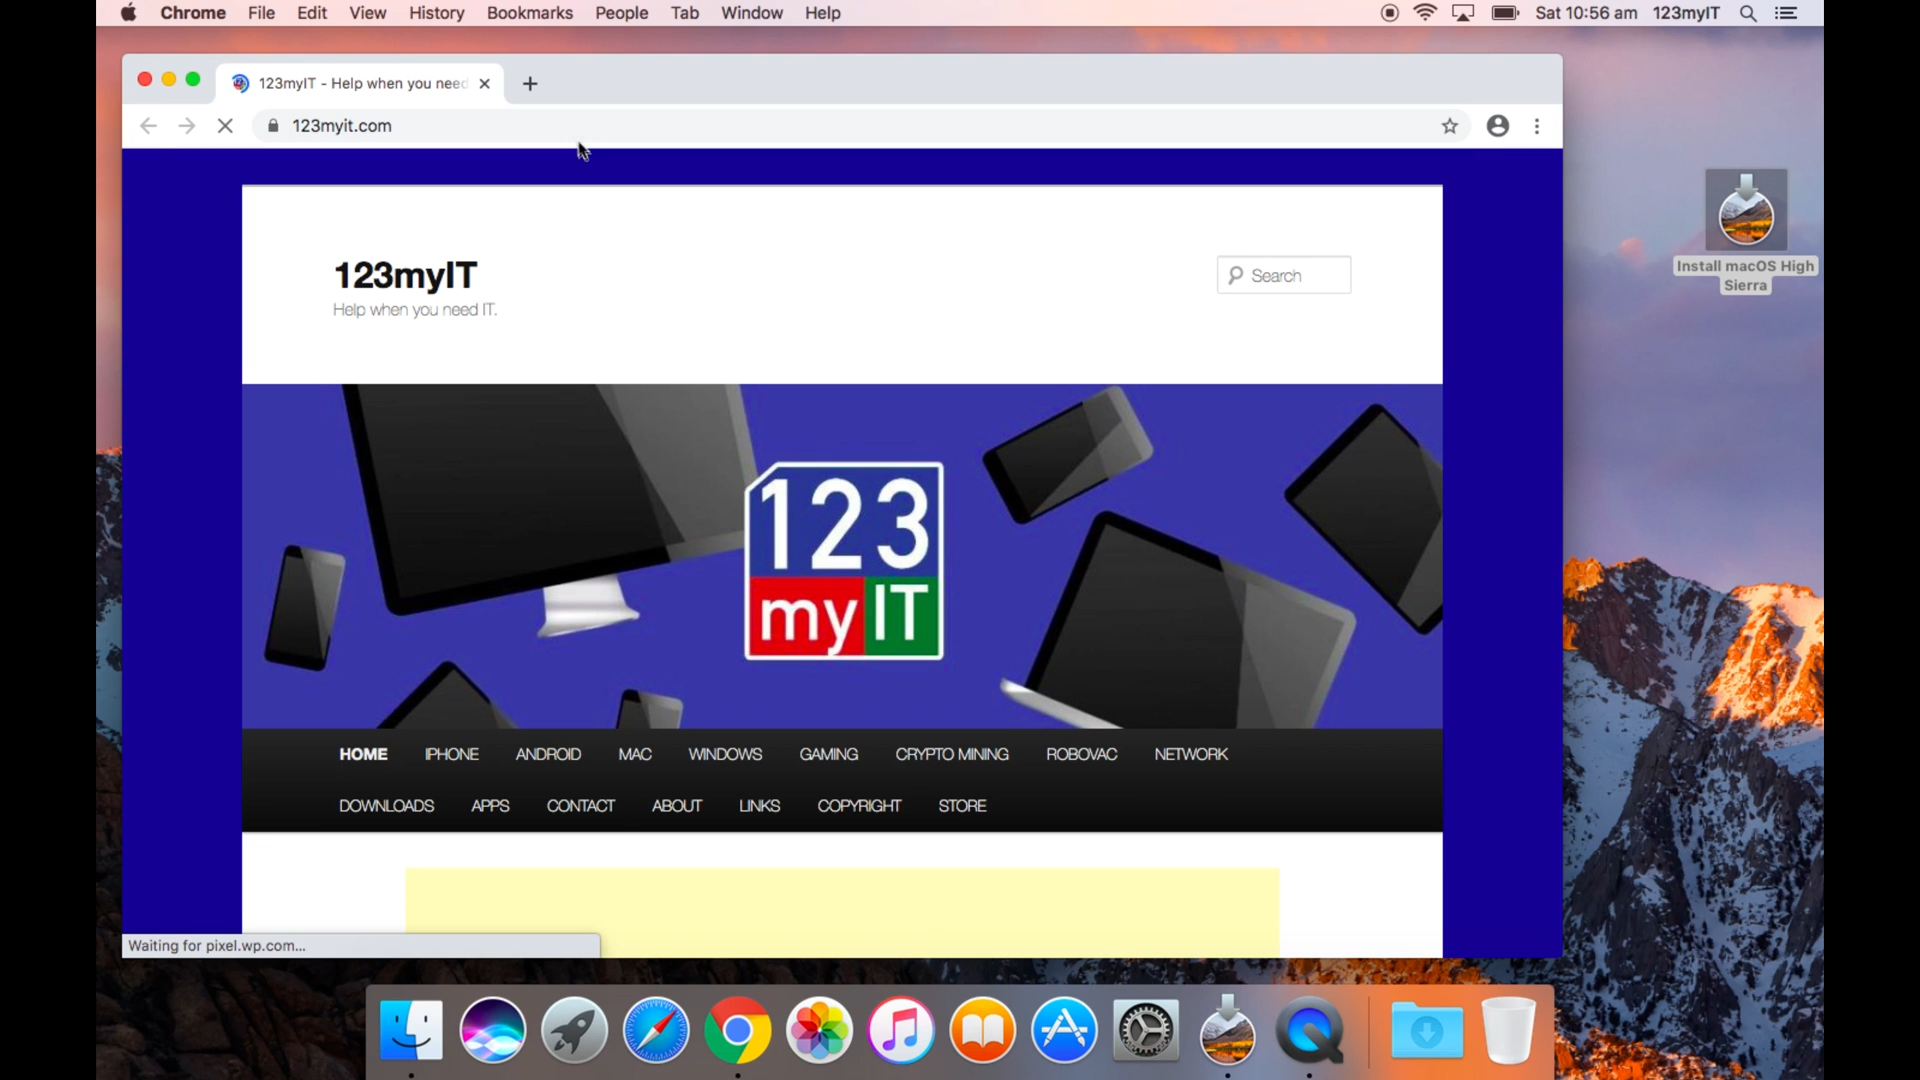 Chrome File Edit View History Bookmarks People Tab Window Help Sat 10:56 am 123myIT
123myIT - Help when you need
123myit.com
Install macOS High
Sierra
123myIT
Search
Help when you need IT.
123
my IT
HOME IPHONE ANDROID MAC WINDOWS GAMING CRYPTO MINING ROBOVAC NETWORK
DOWNLOADS APPS CONTACT ABOUT LINKS COPYRIGHT STORE
Waiting for pixel.wp.com...